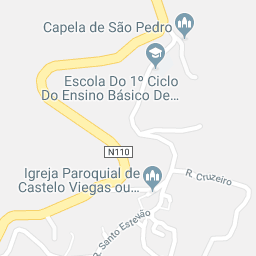 Capela de São Pedro
Escola Do 1º Ciclo
Do Ensino Básico De...
N110
Igreja Paroquial de
Castelo Viegas ou...
R. Cruzeiro
R. Santo Estevão